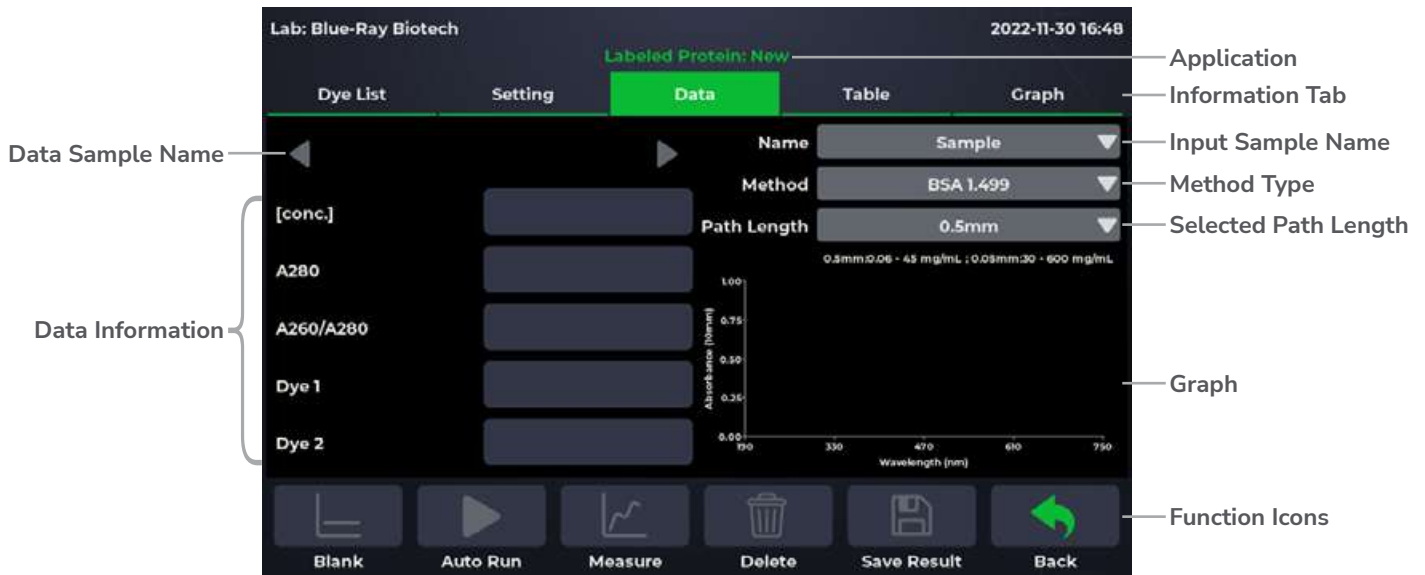 Lab: Blue-Ray Biotech
2022-11-30 16:48
Labeled Protein: New
Application
Dye List Setting Data Table Graph
Information Tab
Data Sample Name
Name Sample
Input Sample Name
Method BSA 1.499
Method Type
Path Length 0.5mm
Selected Path Length
0.5mm:0.06 - 45 mg/mL ; 0.05mm:30 - 600 mg/mL
Data Information
[conc.]
A280
A260/A280
Dye 1
Dye 2
Absorbance (10mm)
1.00
0.75
0.50
0.25
0.00
190 330 470 610 750
Wavelength (nm)
Graph
Blank Auto Run Measure Delete Save Result Back
Function Icons